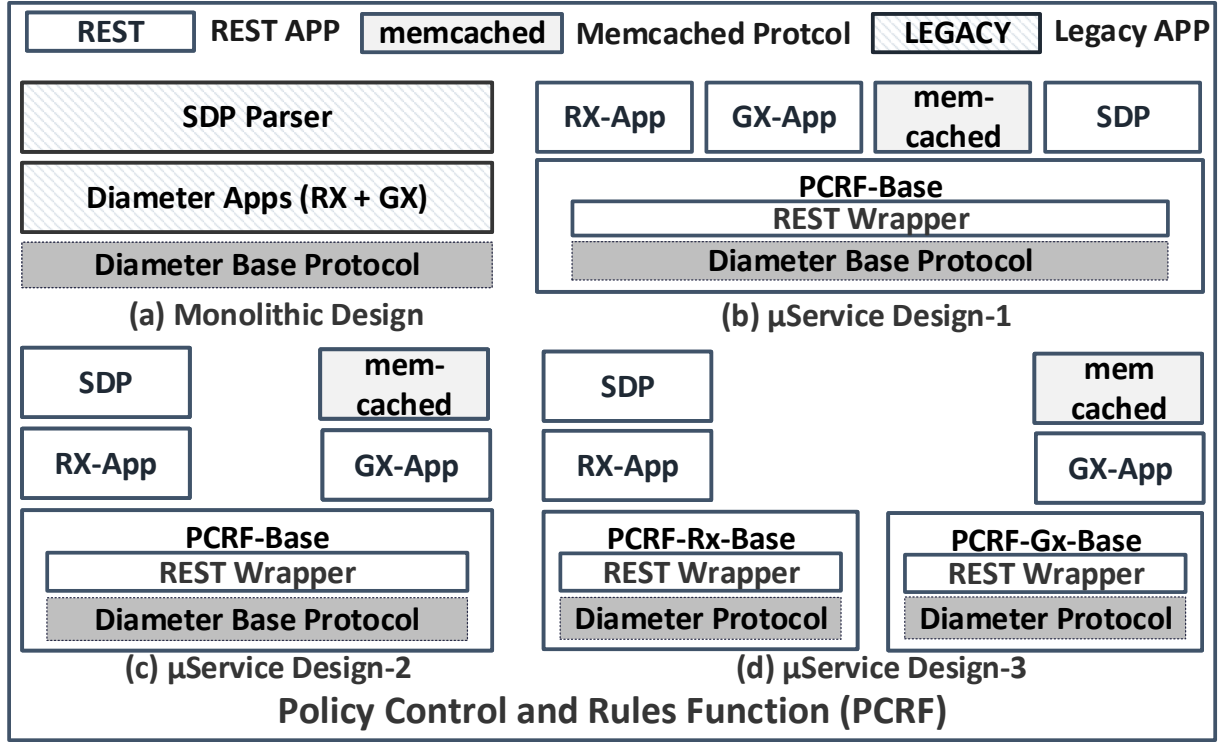 REST REST APP memcached Memcached Protcol LEGACY Legacy APP
SDP Parser
Diameter Apps (RX + GX)
Diameter Base Protocol
(a) Monolithic Design
RX-App GX-App mem-
cached SDP
PCRF-Base
REST Wrapper
Diameter Base Protocol
(b) μService Design-1
SDP mem-
cached
RX-App GX-App
PCRF-Base
REST Wrapper
Diameter Base Protocol
(c) μService Design-2
SDP mem
cached
RX-App GX-App
PCRF-Rx-Base
REST Wrapper
Diameter Protocol
PCRF-Gx-Base
REST Wrapper
Diameter Protocol
(d) μService Design-3
Policy Control and Rules Function (PCRF)